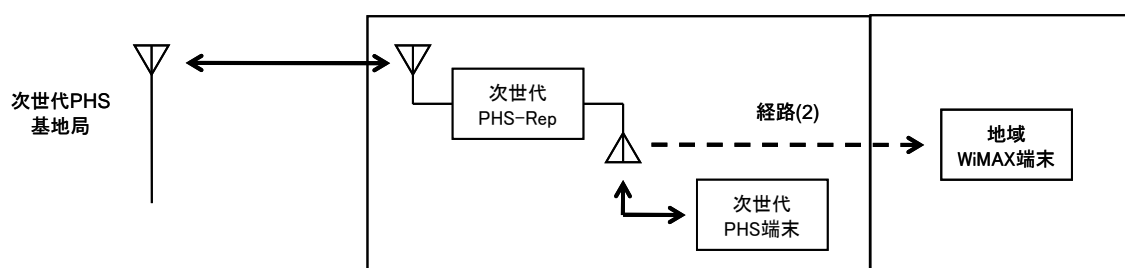 次世代PHS
基地局
次世代
PHS-Rep
経路(2)
地域
WiMAX端末
次世代
PHS端末